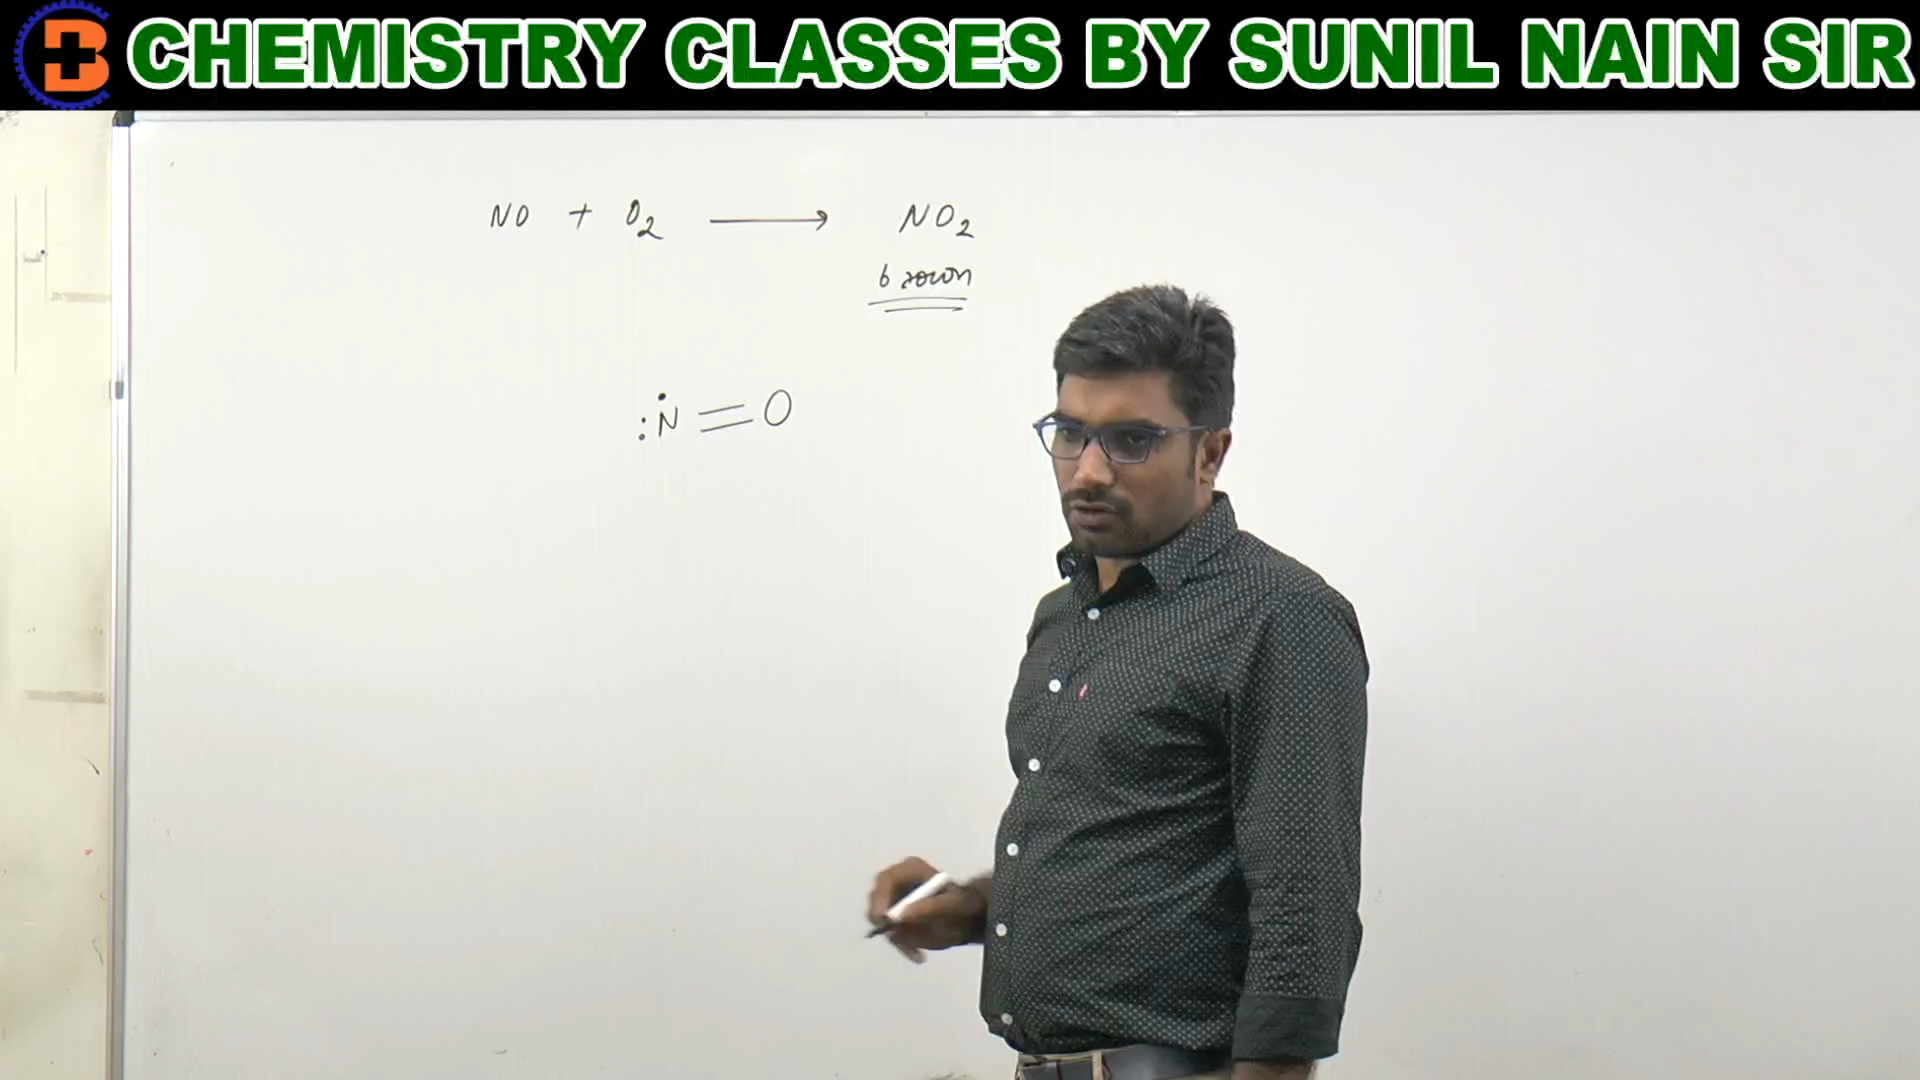 CHEMISTRY CLASSES BY SUNIL NAIN SIR
NO + O₂ ⟶ NO₂
brown
:Ṅ=O